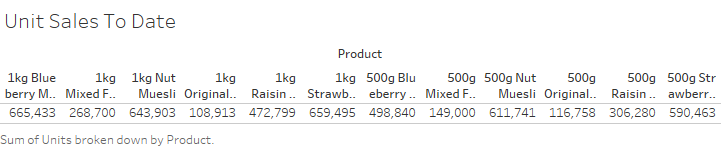 Unit Sales To Date
Product
1kg Blue 1kg 1kg Nut 1kg 1kg 1kg 500g Blu 500g 500g Nut 500g 500g 500g Str
berry M.. Mixed F.. Muesli Original.. Raisin .. Strawb.. eberry .. Mixed F.. Muesli Original.. Raisin .. awberr..
665,433 268,700 643,903 108,913 472,799 659,495 498,840 149,000 611,741 116,758 306,280 590,463
Sum of Units broken down by Product.